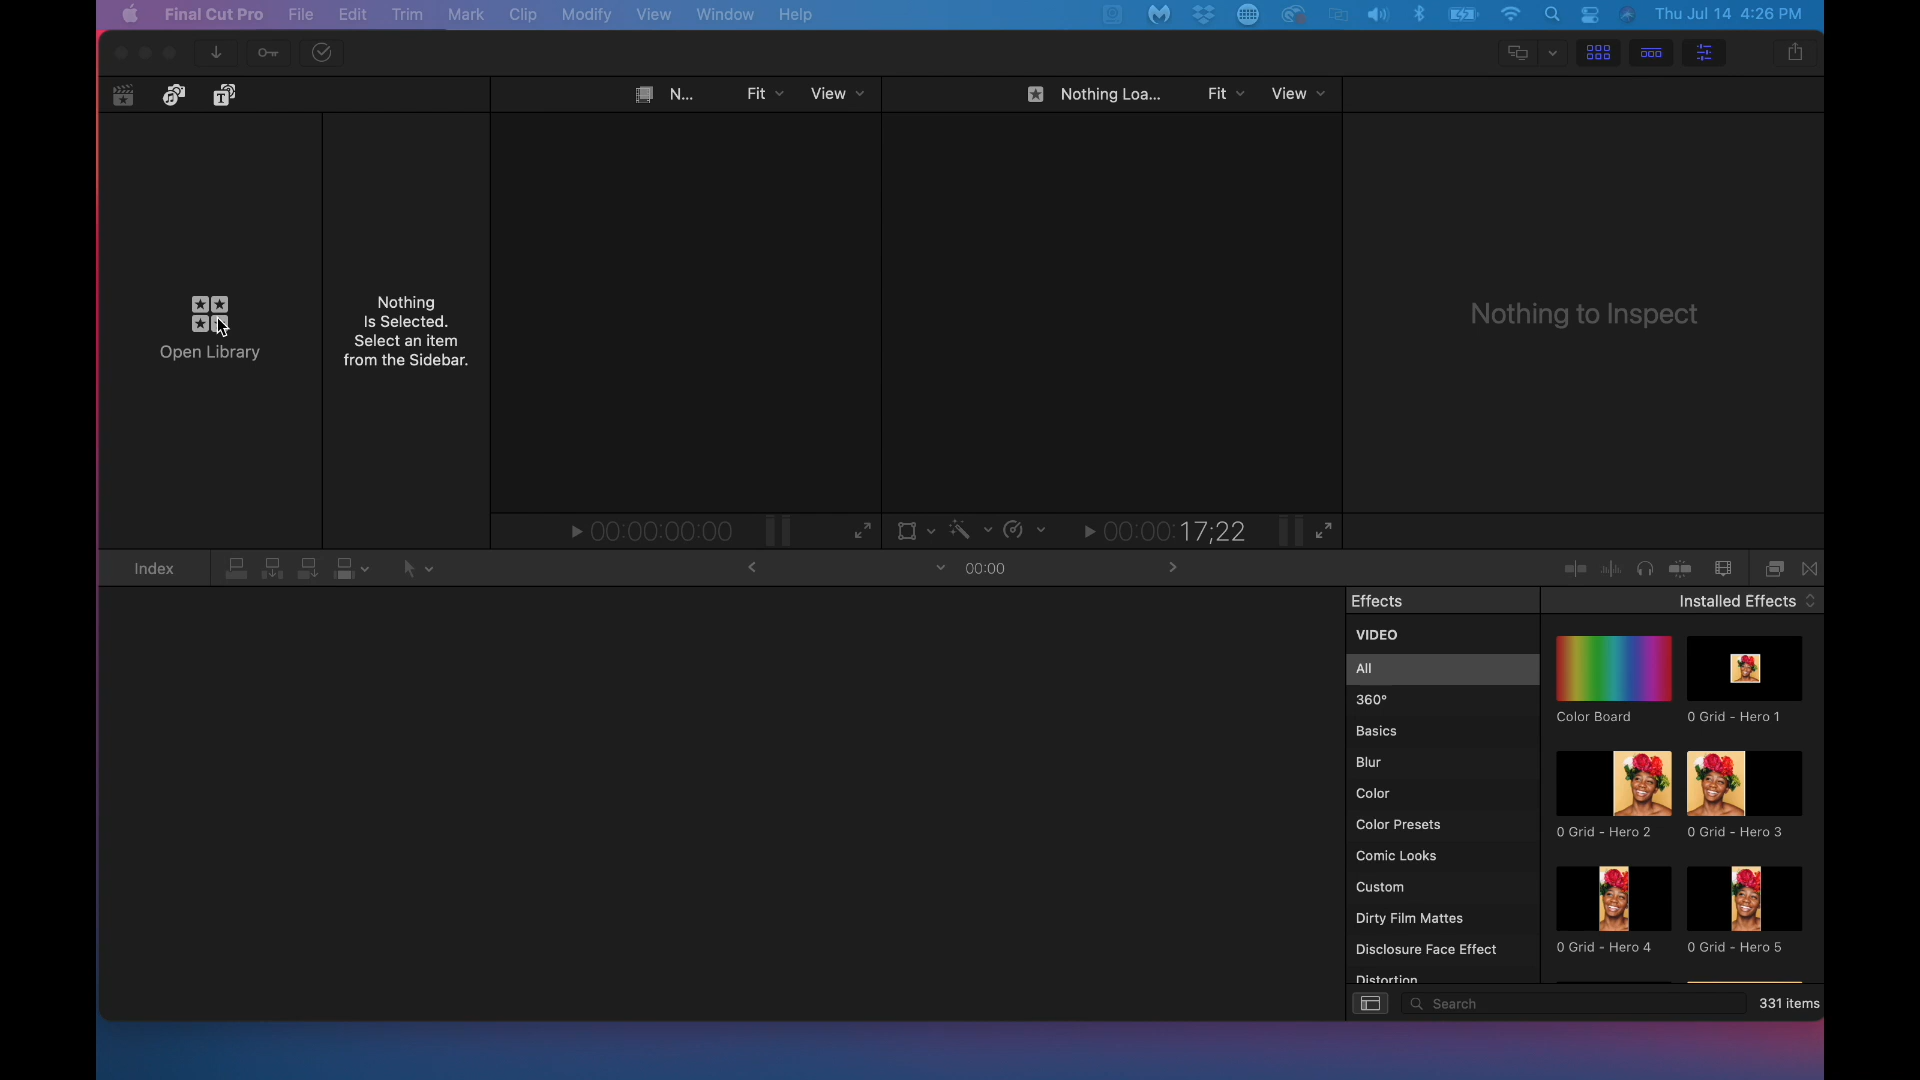 Final Cut Pro File Edit Trim Mark Clip Modify View Window Help Thu Jul 14 4:26 PM
N... Fit View Nothing Loa... Fit View
Open Library
Nothing
Is Selected.
Select an item
from the Sidebar.
Nothing to Inspect
00:00:00:00
00:00:17;22
Index 00:00
Effects Installed Effects
VIDEO
All
360°
Basics
Blur
Color
Color Presets
Comic Looks
Custom
Dirty Film Mattes
Disclosure Face Effect
Distortion
Color Board 0 Grid - Hero 1
0 Grid - Hero 2 0 Grid - Hero 3
0 Grid - Hero 4 0 Grid - Hero 5
Search 331 items